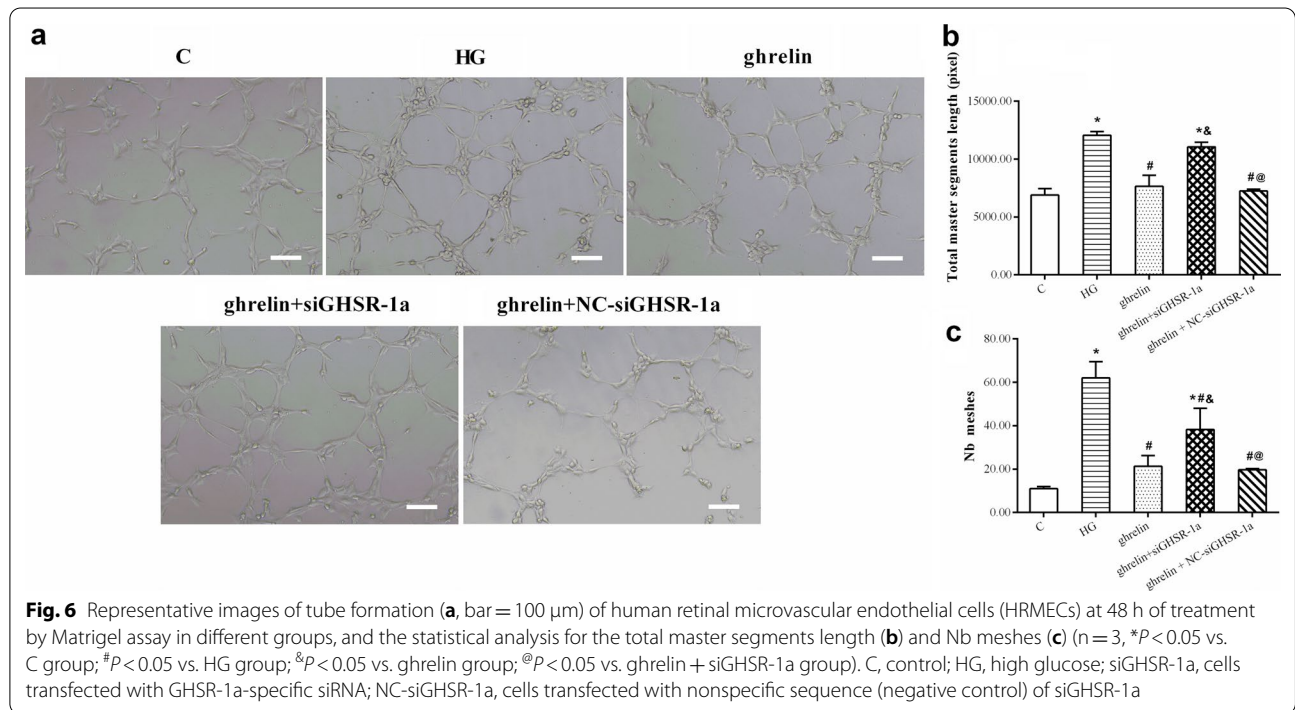 a
C
HG
ghrelin
ghrelin+siGHSR-1a
ghrelin+NC-siGHSR-1a
b
Total master segments length (pixel)
15000.00
10000.00
5000.00
0.00
*
#
*&
#@
C
HG
ghrelin
ghrelin+siGHSR-1a
ghrelin + NC-siGHSR-1a
c
Nb meshes
80.00
60.00
40.00
20.00
0.00
*
#
*#&
#@
C
HG
ghrelin
ghrelin+siGHSR-1a
ghrelin + NC-siGHSR-1a
Fig. 6 Representative images of tube formation (a, bar = 100 µm) of human retinal microvascular endothelial cells (HRMECs) at 48 h of treatment
by Matrigel assay in different groups, and the statistical analysis for the total master segments length (b) and Nb meshes (c) (n = 3, *P < 0.05 vs.
C group; #P < 0.05 vs. HG group; &P < 0.05 vs. ghrelin group; @P < 0.05 vs. ghrelin + siGHSR-1a group). C, control; HG, high glucose; siGHSR-1a, cells
transfected with GHSR-1a-specific siRNA; NC-siGHSR-1a, cells transfected with nonspecific sequence (negative control) of siGHSR-1a